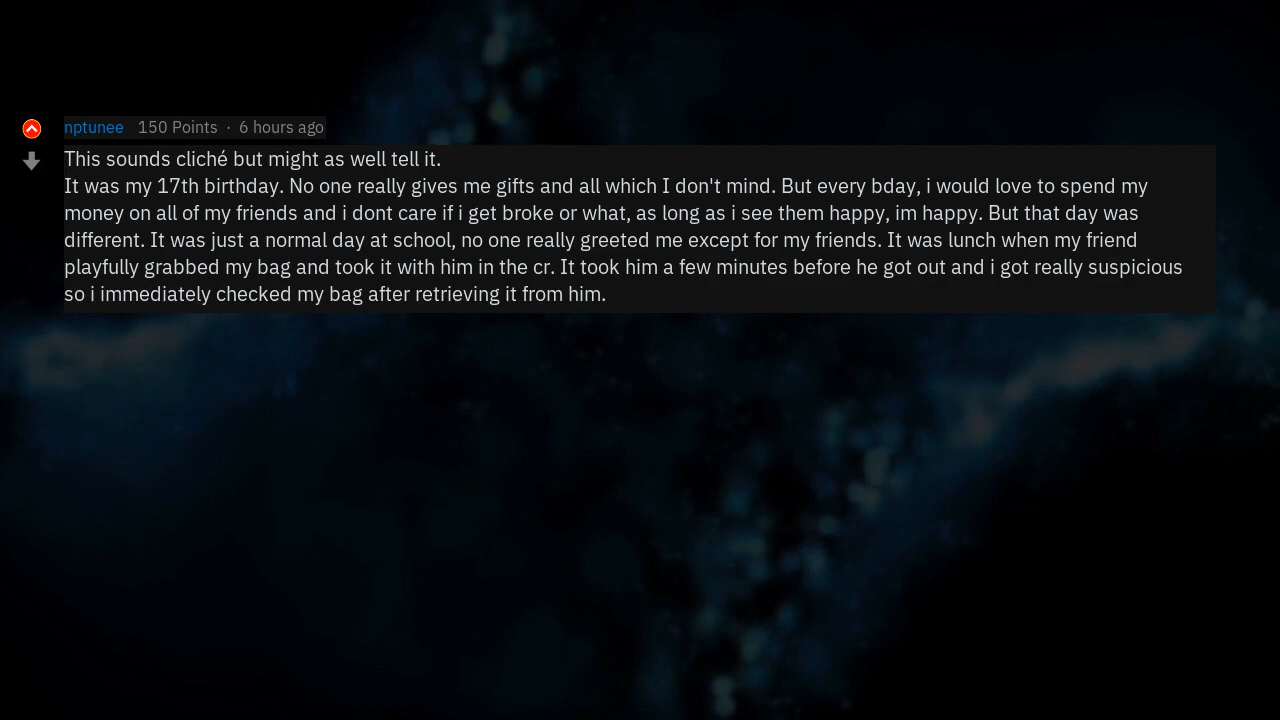 nptunee 150 Points · 6 hours ago
This sounds cliché but might as well tell it.
It was my 17th birthday. No one really gives me gifts and all which I don't mind. But every bday, i would love to spend my
money on all of my friends and i dont care if i get broke or what, as long as i see them happy, im happy. But that day was
different. It was just a normal day at school, no one really greeted me except for my friends. It was lunch when my friend
playfully grabbed my bag and took it with him in the cr. It took him a few minutes before he got out and i got really suspicious
so i immediately checked my bag after retrieving it from him.